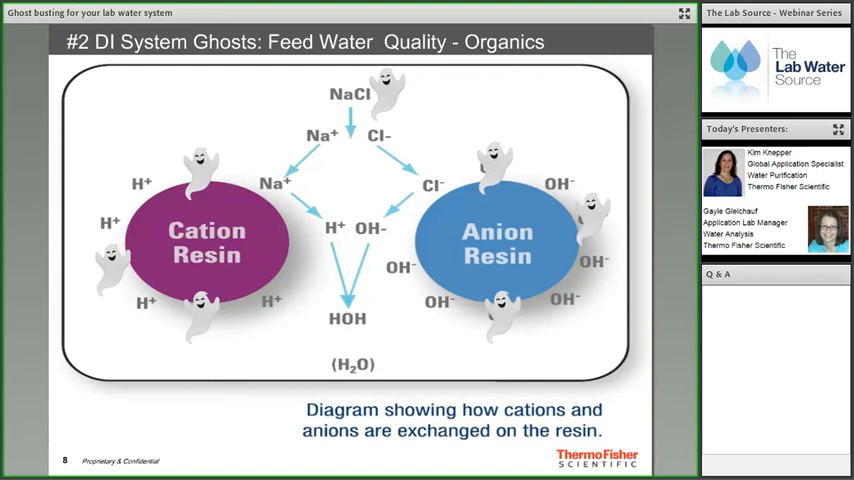 Ghost busting for your lab water system
#2 DI System Ghosts: Feed Water Quality - Organics
NaCl
Na⁺ Cl-
H⁺ Na⁺ Cl⁻ OH⁻
H⁺ Cation Resin H⁺ OH⁻ Anion Resin
OH⁻ OH⁻
H⁺ H⁺ OH⁻ OH⁻
HOH
(H₂O)
Diagram showing how cations and
anions are exchanged on the resin.
8 Proprietary & Confidential
ThermoFisher
SCIENTIFIC
The Lab Source - Webinar Series
The
Lab Water
Source
Today's Presenters:
Kim Knepper
Global Application Specialist
Water Purification
Thermo Fisher Scientific
Gayle Gleichauf
Application Lab Manager
Water Analysis
Thermo Fisher Scientific
Q & A